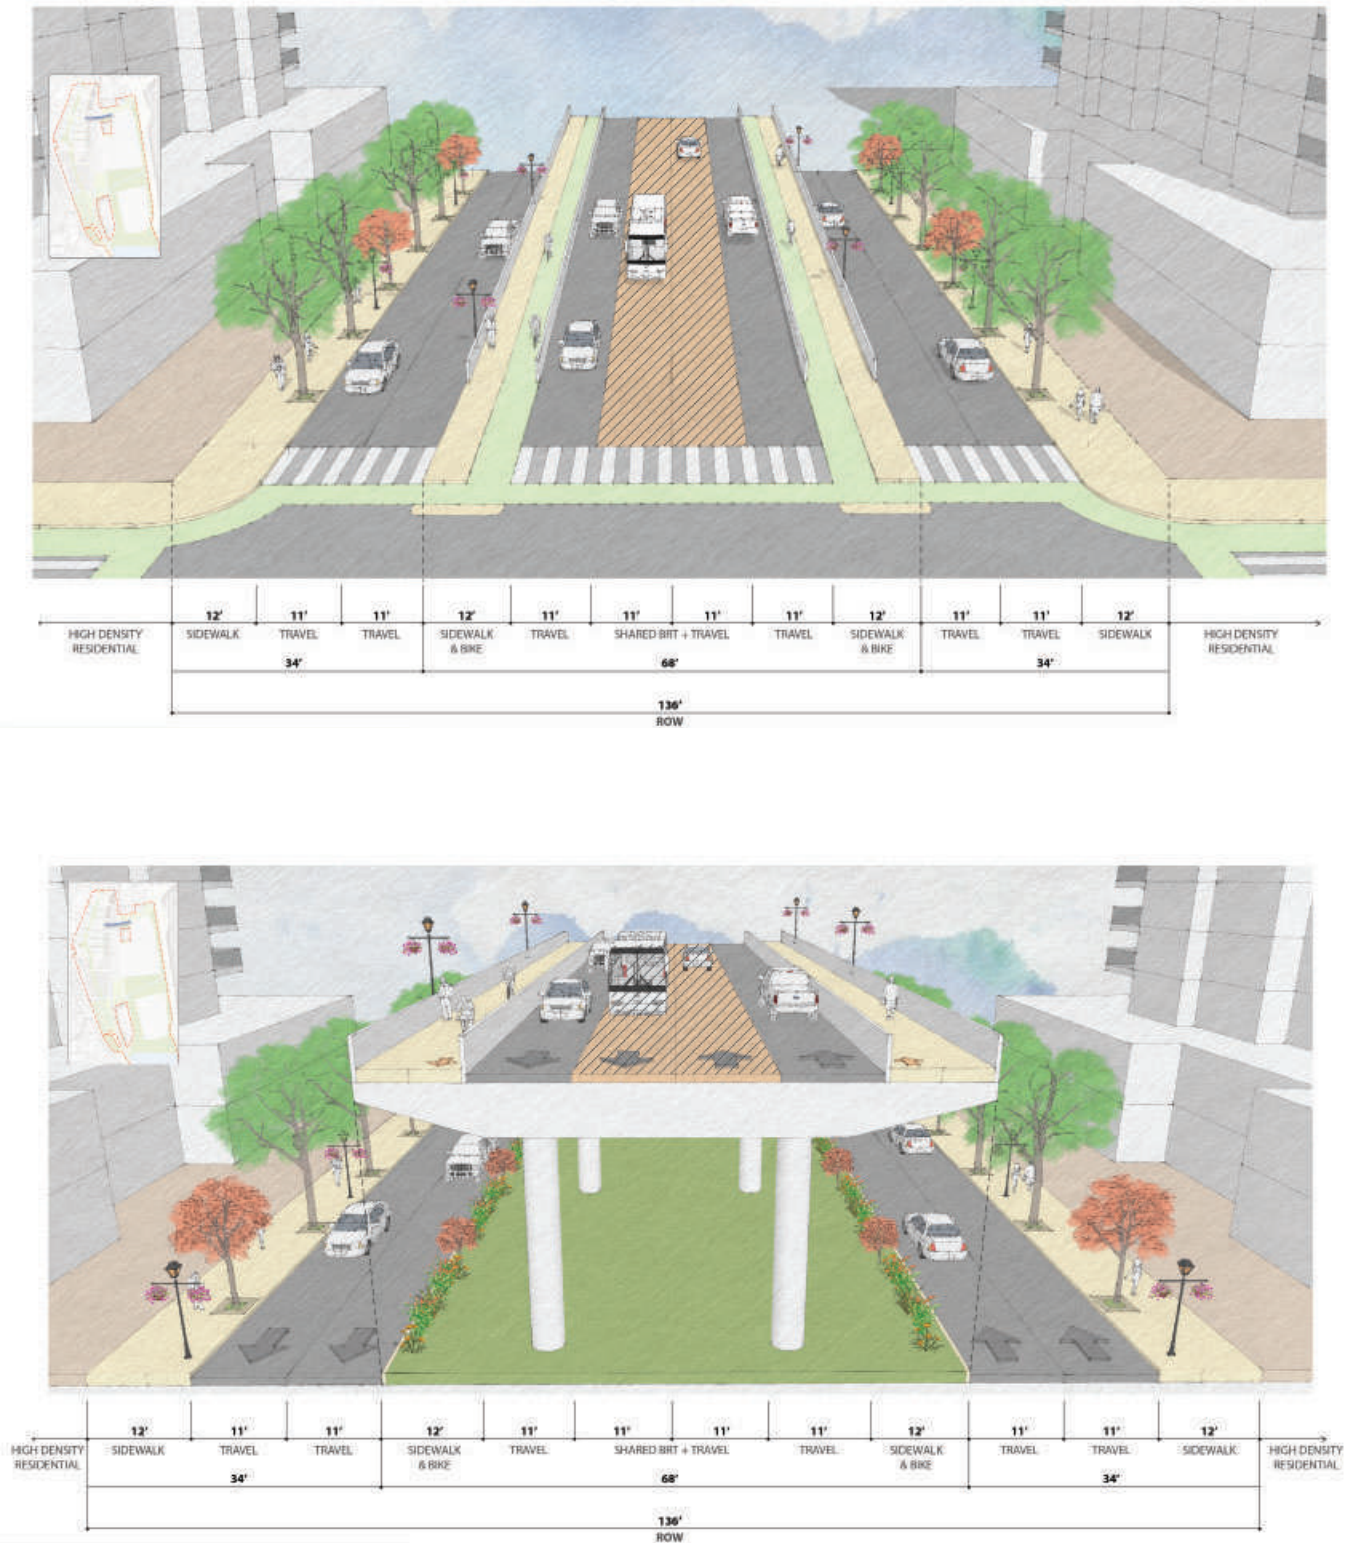 12' 11' 11' 12' 11' 11' 11' 11' 12' 11' 11' 12'
HIGH DENSITY SIDEWALK TRAVEL TRAVEL SIDEWALK TRAVEL SHARED BRT + TRAVEL TRAVEL SIDEWALK TRAVEL TRAVEL SIDEWALK HIGH DENSITY
RESIDENTIAL & BIKE & BIKE RESIDENTIAL
34' 68' 34'
136'
ROW
12' 11' 11' 12' 11' 11' 11' 11' 12' 11' 11' 12'
HIGH DENSITY SIDEWALK TRAVEL TRAVEL SIDEWALK TRAVEL SHARED BRT + TRAVEL TRAVEL SIDEWALK TRAVEL TRAVEL SIDEWALK HIGH DENSITY
RESIDENTIAL & BIKE & BIKE RESIDENTIAL
34' 68' 34'
136'
ROW